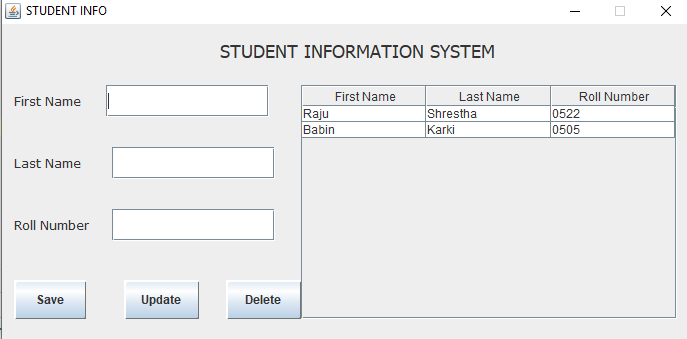 STUDENT INFO
STUDENT INFORMATION SYSTEM
First Name
Last Name
Roll Number
Save Update Delete
First Name Last Name Roll Number
Raju Shrestha 0522
Babin Karki 0505